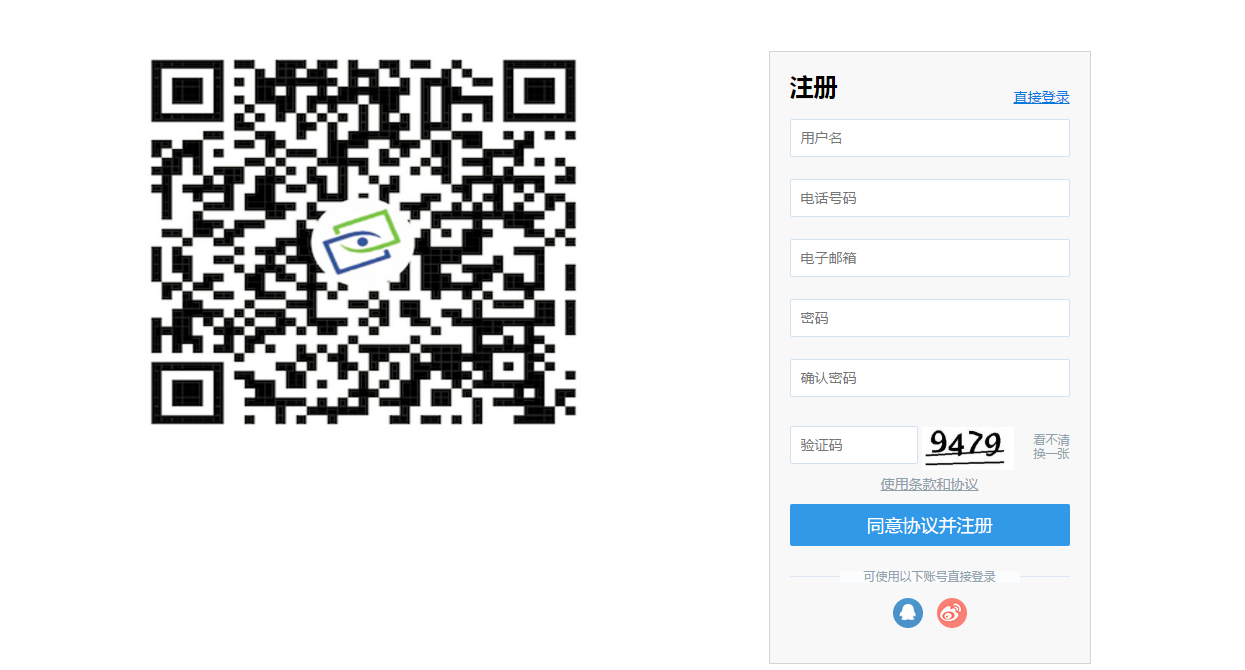 注册
直接登录
用户名
电话号码
电子邮箱
密码
确认密码
验证码
9479
看不清
换一张
使用条款和协议
同意协议并注册
可使用以下账号直接登录